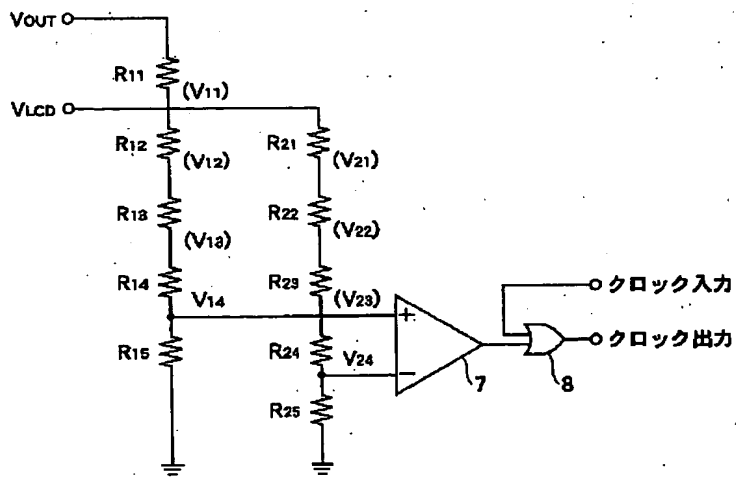 VOUT
R11
(V11)
VLCD
R12
R21
(V12)
(V21)
R13
R22
(V13)
(V22)
R14
R23
V14
(V23)
クロック入力
+
R15
R24
V24
クロック出力
−
7
8
R25